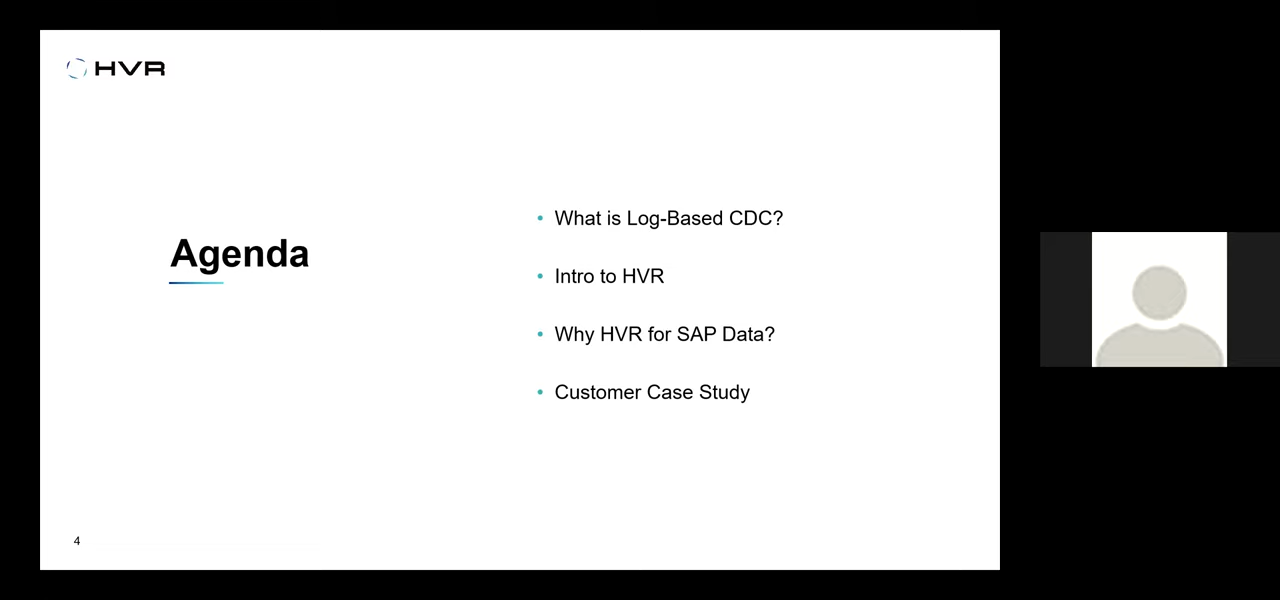 HVR
Agenda
• What is Log-Based CDC?
• Intro to HVR
• Why HVR for SAP Data?
• Customer Case Study
4